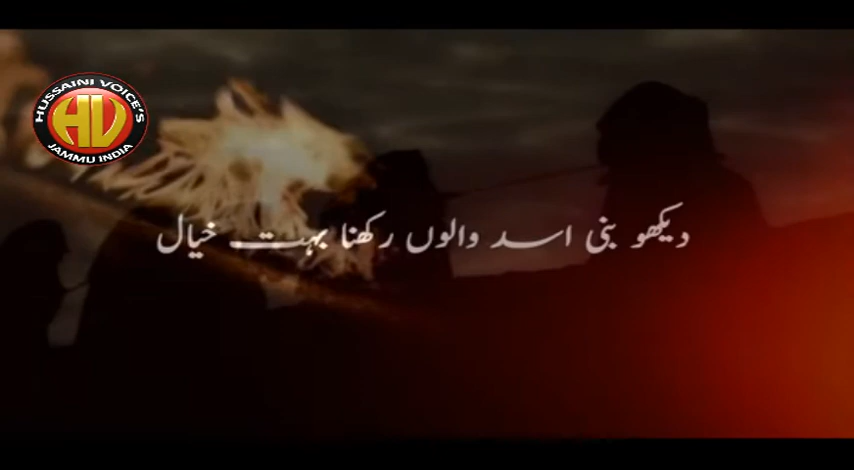 HUSSAINI VOICE'S
HV
JAMMU INDIA
دیکھو بنی اسد والوں رکھنا بہت خیال